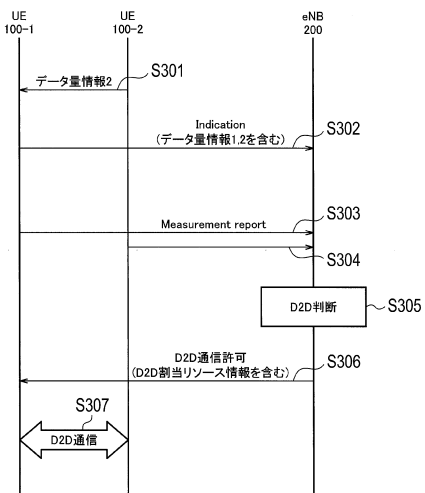 UE
100-1
UE
100-2
eNB
200
データ量情報2
S301
Indication
(データ量情報1,2を含む)
S302
Measurement report
S303
S304
D2D判断
S305
D2D通信許可
(D2D割当リソース情報を含む)
S306
S307
D2D通信